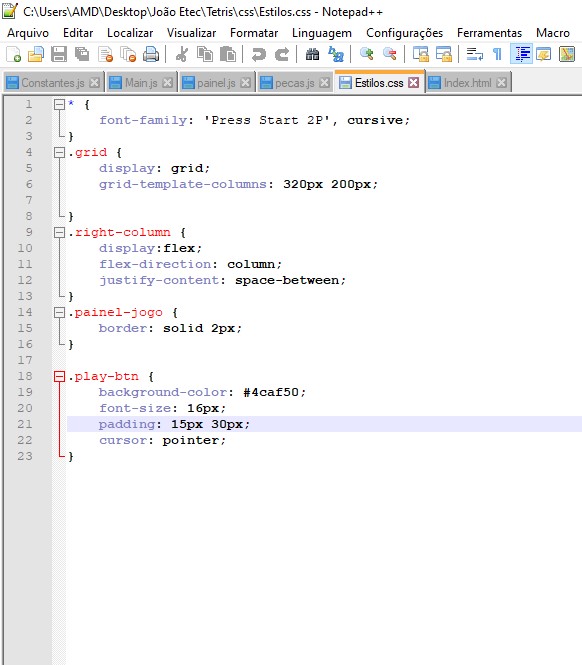 C:\Users\AMD\Desktop\João Etec\Tetris\css\Estilos.css - Notepad++
Arquivo Editar Localizar Visualizar Formatar Linguagem Configurações Ferramentas Macro
Constantes.js Main.js painel.js pecas.js Estilos.css Index.html
1 * {
2 font-family: 'Press Start 2P', cursive;
3 }
4 .grid {
5 display: grid;
6 grid-template-columns: 320px 200px;
7
8 }
9 .right-column {
10 display:flex;
11 flex-direction: column;
12 justify-content: space-between;
13 }
14 .painel-jogo {
15 border: solid 2px;
16 }
17
18 .play-btn {
19 background-color: #4caf50;
20 font-size: 16px;
21 padding: 15px 30px;
22 cursor: pointer;
23 }